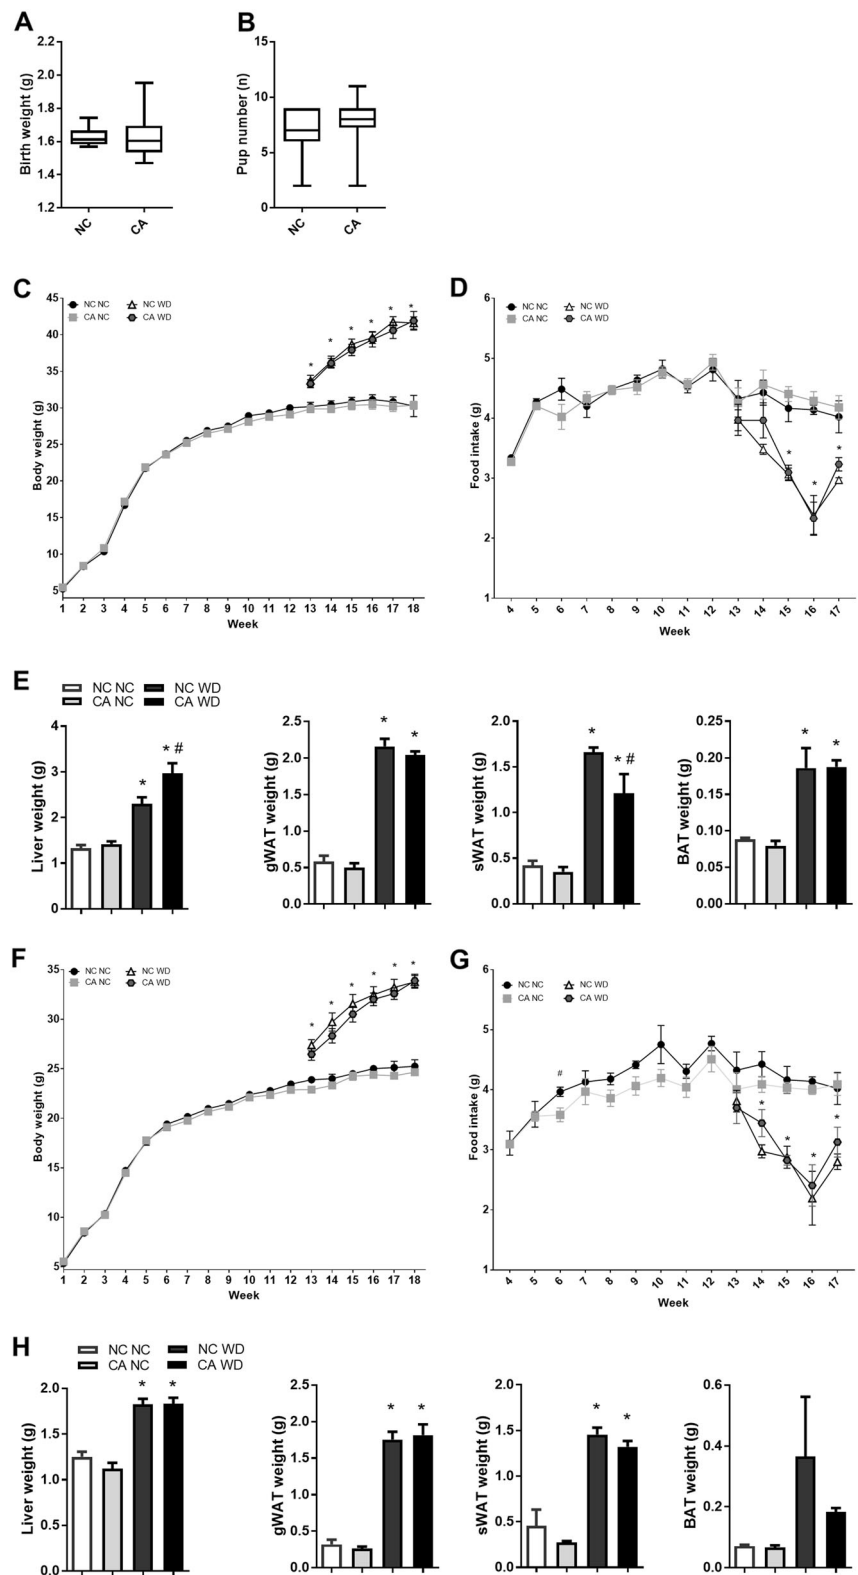 A
B
2.2
2.0
1.8
1.6
1.4
1.2
Birth weight (g)
NC
CA
15
10
5
0
Pup number (n)
NC
CA
C
45
40
35
30
25
20
15
10
5
Body weight (g)
NC NC
CA NC
NC WD
CA WD
* * * * * *
1 2 3 4 5 6 7 8 9 10 11 12 13 14 15 16 17 18
Week
D
6
5
4
3
2
1
Food intake (g)
NC NC
CA NC
NC WD
CA WD
* * *
4 5 6 7 8 9 10 11 12 13 14 15 16 17
Week
E
NC NC
CA NC
NC WD
CA WD
4
3
2
1
0
Liver weight (g)
*
* #
2.5
2.0
1.5
1.0
0.5
0.0
gWAT weight (g)
* *
2.0
1.5
1.0
0.5
0.0
sWAT weight (g)
*
* #
0.25
0.20
0.15
0.10
0.05
0.00
BAT weight (g)
* *
F
35
30
25
20
15
10
5
Body weight (g)
NC NC
CA NC
NC WD
CA WD
* * * * * *
1 2 3 4 5 6 7 8 9 10 11 12 13 14 15 16 17 18
Week
G
6
5
4
3
2
1
Food intake (g)
NC NC
CA NC
NC WD
CA WD
#
* * * *
4 5 6 7 8 9 10 11 12 13 14 15 16 17
Week
H
NC NC
CA NC
NC WD
CA WD
2.0
1.5
1.0
0.5
0.0
Liver weight (g)
* *
2.5
2.0
1.5
1.0
0.5
0.0
gWAT weight (g)
* *
2.0
1.5
1.0
0.5
0.0
sWAT weight (g)
* *
0.6
0.4
0.2
0.0
BAT weight (g)